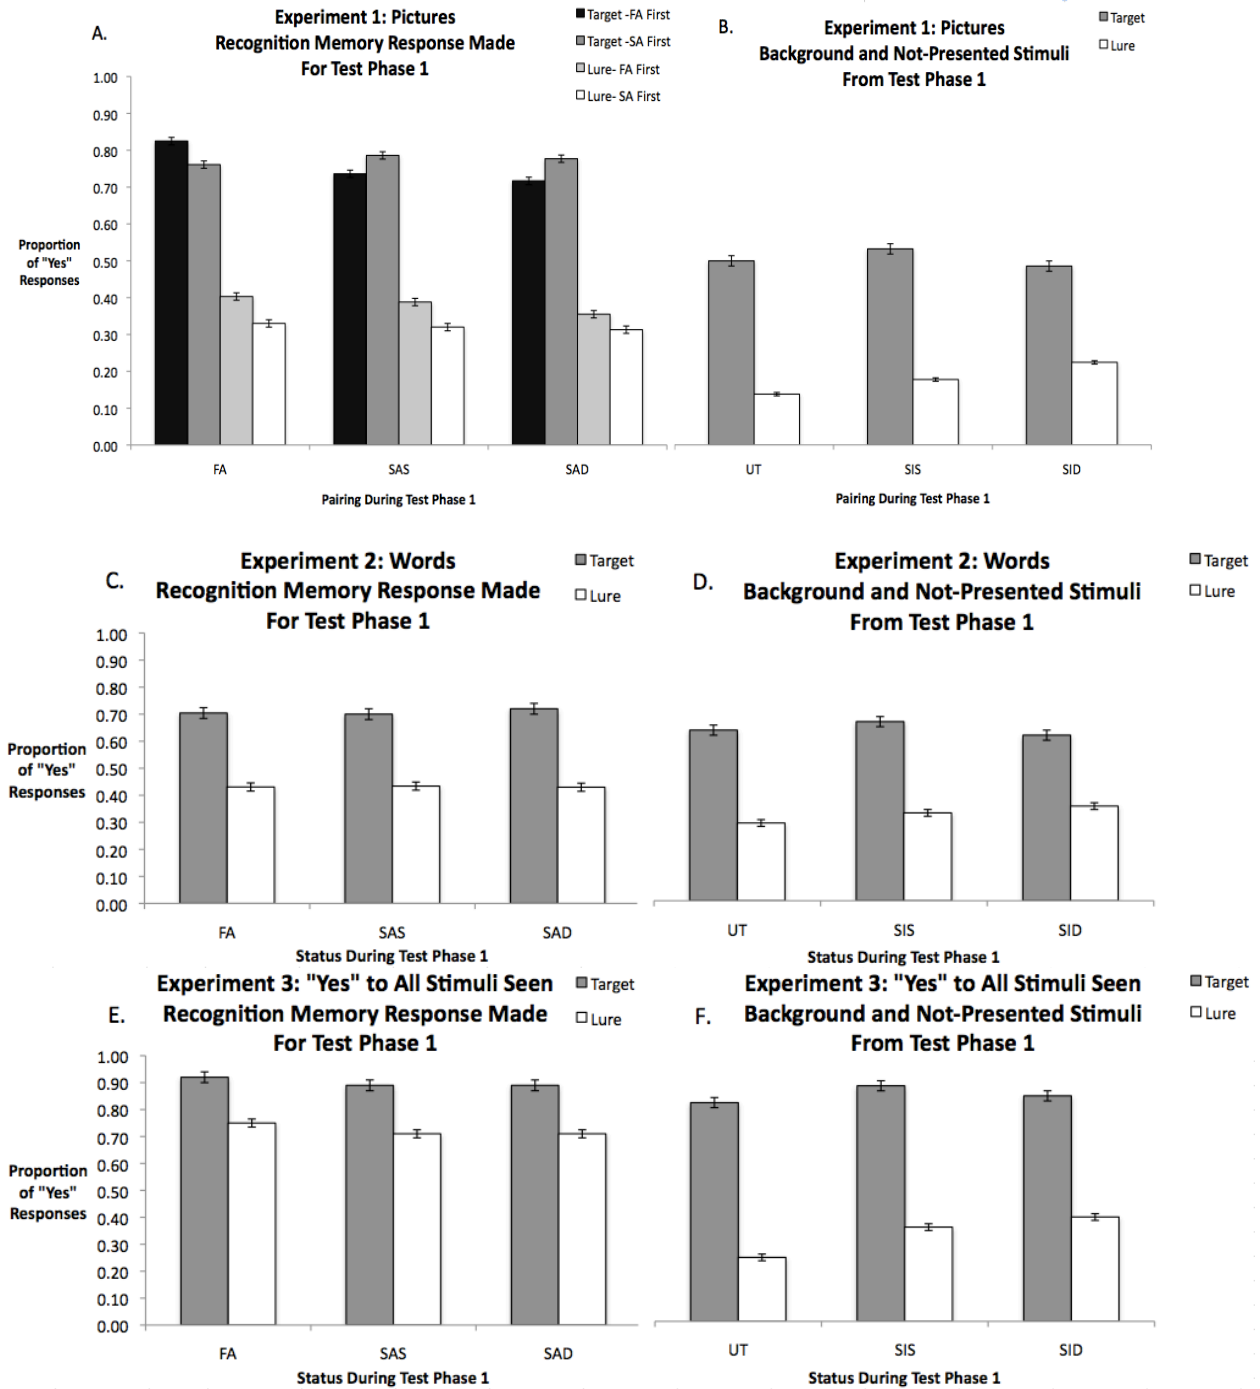 A.
Experiment 1: Pictures
Recognition Memory Response Made
For Test Phase 1
Target -FA First
Target -SA First
Lure- FA First
Lure- SA First
1.00
0.90
0.80
0.70
0.60
0.50
0.40
0.30
0.20
0.10
0.00
Proportion
of "Yes"
Responses
FA
SAS
SAD
Pairing During Test Phase 1
B.
Experiment 1: Pictures
Background and Not-Presented Stimuli
From Test Phase 1
Target
Lure
UT
SIS
SID
Pairing During Test Phase 1
C.
Experiment 2: Words
Recognition Memory Response Made
For Test Phase 1
Target
Lure
1.00
0.90
0.80
0.70
0.60
0.50
0.40
0.30
0.20
0.10
0.00
Proportion
of "Yes"
Responses
FA
SAS
SAD
Status During Test Phase 1
D.
Experiment 2: Words
Background and Not-Presented Stimuli
From Test Phase 1
Target
Lure
UT
SIS
SID
Status During Test Phase 1
E.
Experiment 3: "Yes" to All Stimuli Seen
Recognition Memory Response Made
For Test Phase 1
Target
Lure
1.00
0.90
0.80
0.70
0.60
0.50
0.40
0.30
0.20
0.10
0.00
Proportion
of "Yes"
Responses
FA
SAS
SAD
Status During Test Phase 1
F.
Experiment 3: "Yes" to All Stimuli Seen
Background and Not-Presented Stimuli
From Test Phase 1
Target
Lure
UT
SIS
SID
Status During Test Phase 1